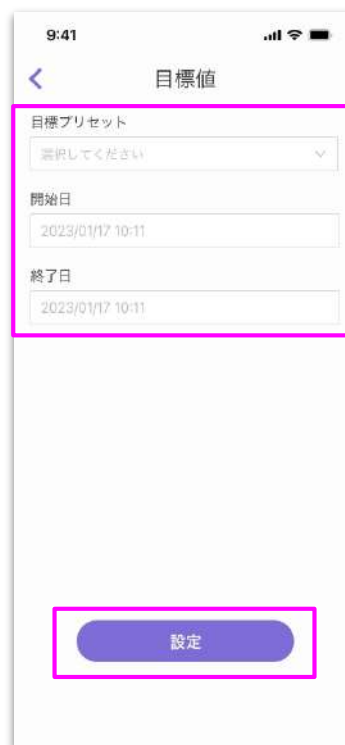 9:41
目標値
目標プリセット
選択してください
開始日
2023/01/17 10:11
終了日
2023/01/17 10:11
設定